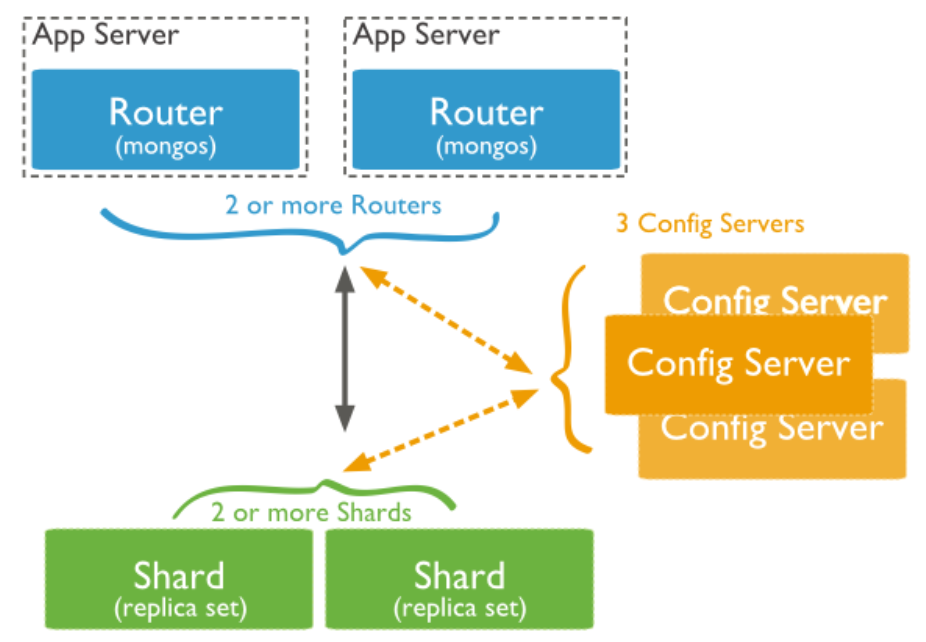 App Server
Router
(mongos)
App Server
Router
(mongos)
2 or more Routers
3 Config Servers
Config Server
Config Server
Config Server
2 or more Shards
Shard
(replica set)
Shard
(replica set)